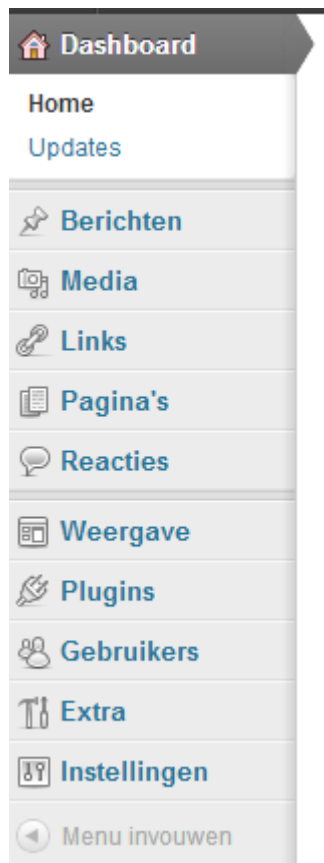 Dashboard
Home
Updates
Berichten
Media
Links
Pagina's
Reacties
Weergave
Plugins
Gebruikers
Extra
Instellingen
Menu invouwen